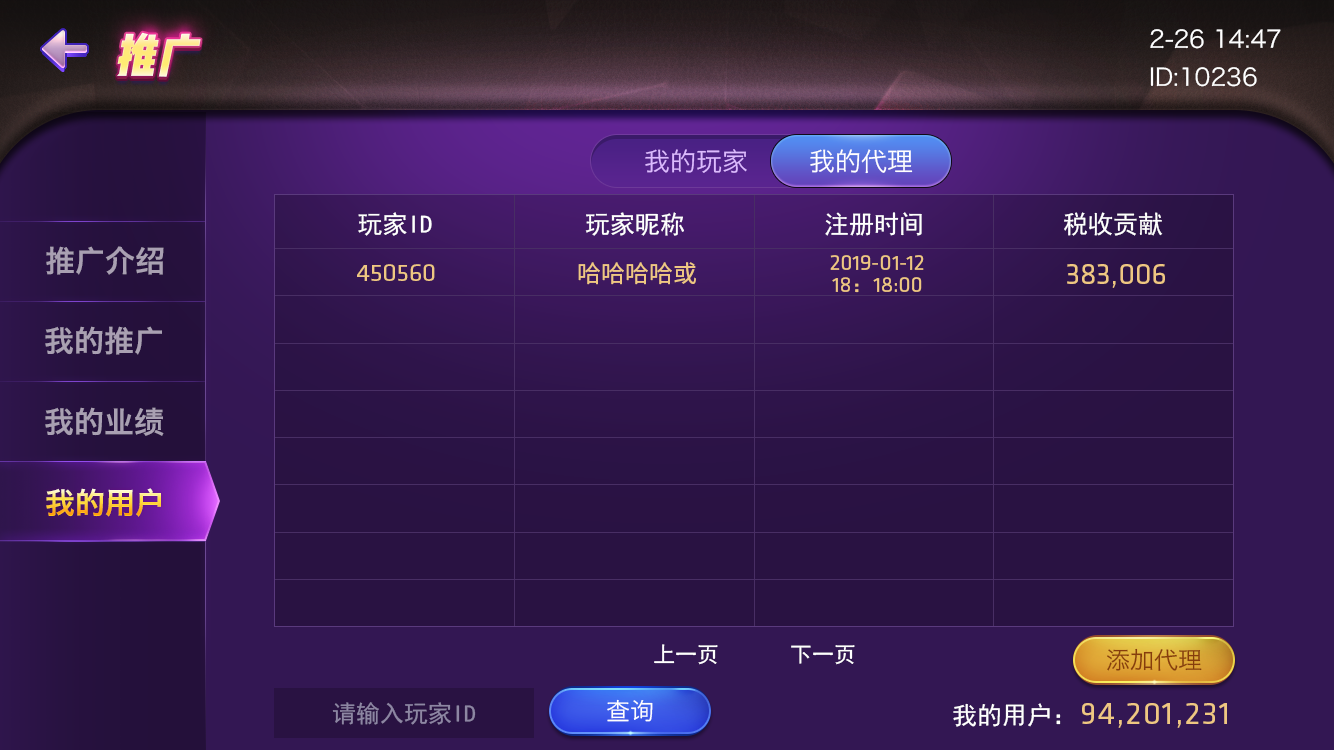 推广
2-26 14:47
ID:10236
我的玩家
我的代理
推广介绍
我的推广
我的业绩
我的用户
玩家ID 玩家昵称 注册时间 税收贡献
450560 哈哈哈哈或 2019-01-12 383,006
18：18:00
上一页 下一页
添加代理
请输入玩家ID
查询
我的用户：94,201,231